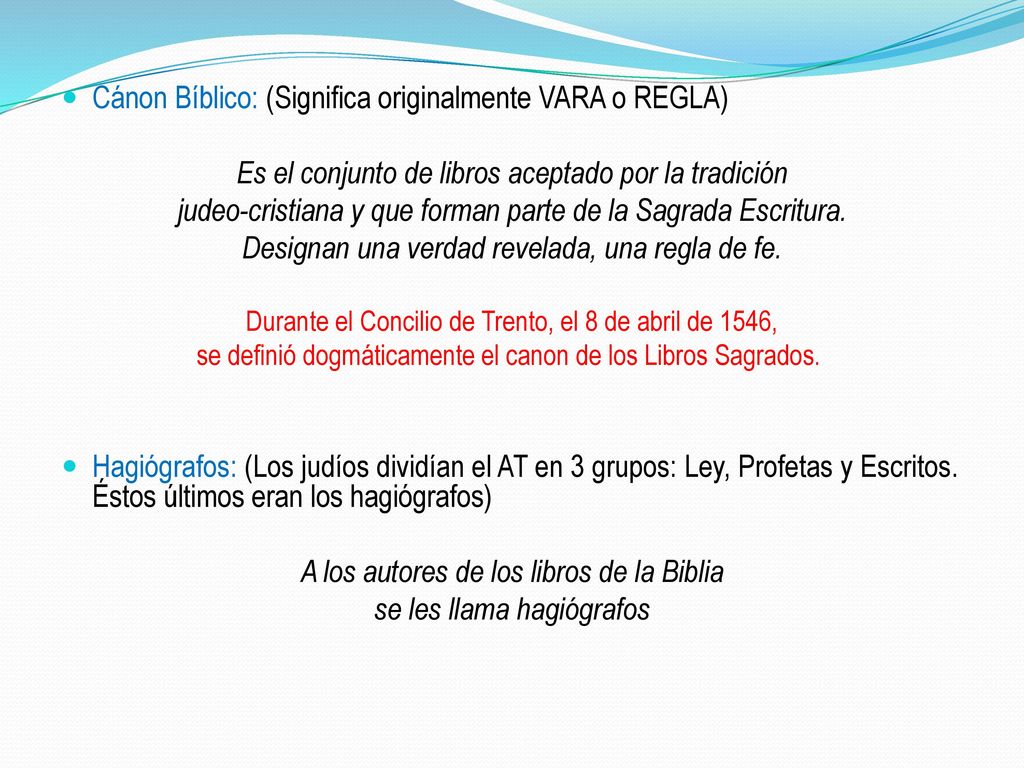 Cánon Bíblico: (Significa originalmente VARA o REGLA)
Es el conjunto de libros aceptado por la tradición
judeo-cristiana y que forman parte de la Sagrada Escritura.
Designan una verdad revelada, una regla de fe.
Durante el Concilio de Trento, el 8 de abril de 1546,
se definió dogmáticamente el canon de los Libros Sagrados.
Hagiógrafos: (Los judíos dividían el AT en 3 grupos: Ley, Profetas y Escritos.
Éstos últimos eran los hagiógrafos)
A los autores de los libros de la Biblia
se les llama hagiógrafos